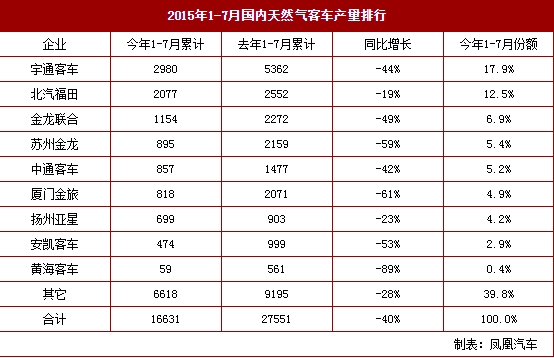 2015年1-7月国内天然气客车产量排行
企业 今年1-7月累计 去年1-7月累计 同比增长 今年1-7月份额
宇通客车 2980 5362 -44% 17.9%
北汽福田 2077 2552 -19% 12.5%
金龙联合 1154 2272 -49% 6.9%
苏州金龙 895 2159 -59% 5.4%
中通客车 857 1477 -42% 5.2%
厦门金旅 818 2071 -61% 4.9%
扬州亚星 699 903 -23% 4.2%
安凯客车 474 999 -53% 2.9%
黄海客车 59 561 -89% 0.4%
其它 6618 9195 -28% 39.8%
合计 16631 27551 -40% 100.0%
制表：凤凰汽车